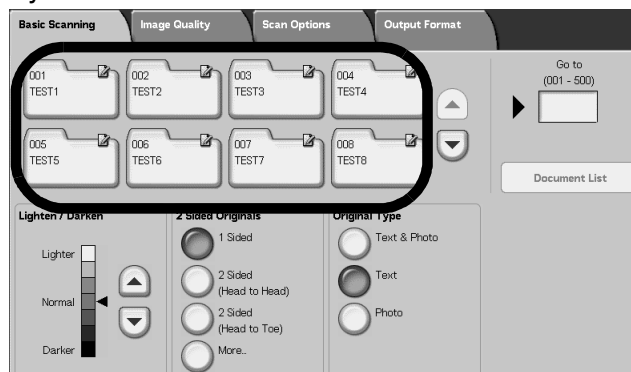 Basic Scanning
Image Quality
Scan Options
Output Format
001
TEST1
002
TEST2
003
TEST3
004
TEST4
Go to
(001 - 500)
005
TEST5
006
TEST6
007
TEST7
008
TEST8
Document List
Lighten / Darken
2 Sided Originals
Original Type
Lighter
Normal
Darker
1 Sided
2 Sided
(Head to Head)
2 Sided
(Head to Toe)
More..
Text & Photo
Text
Photo